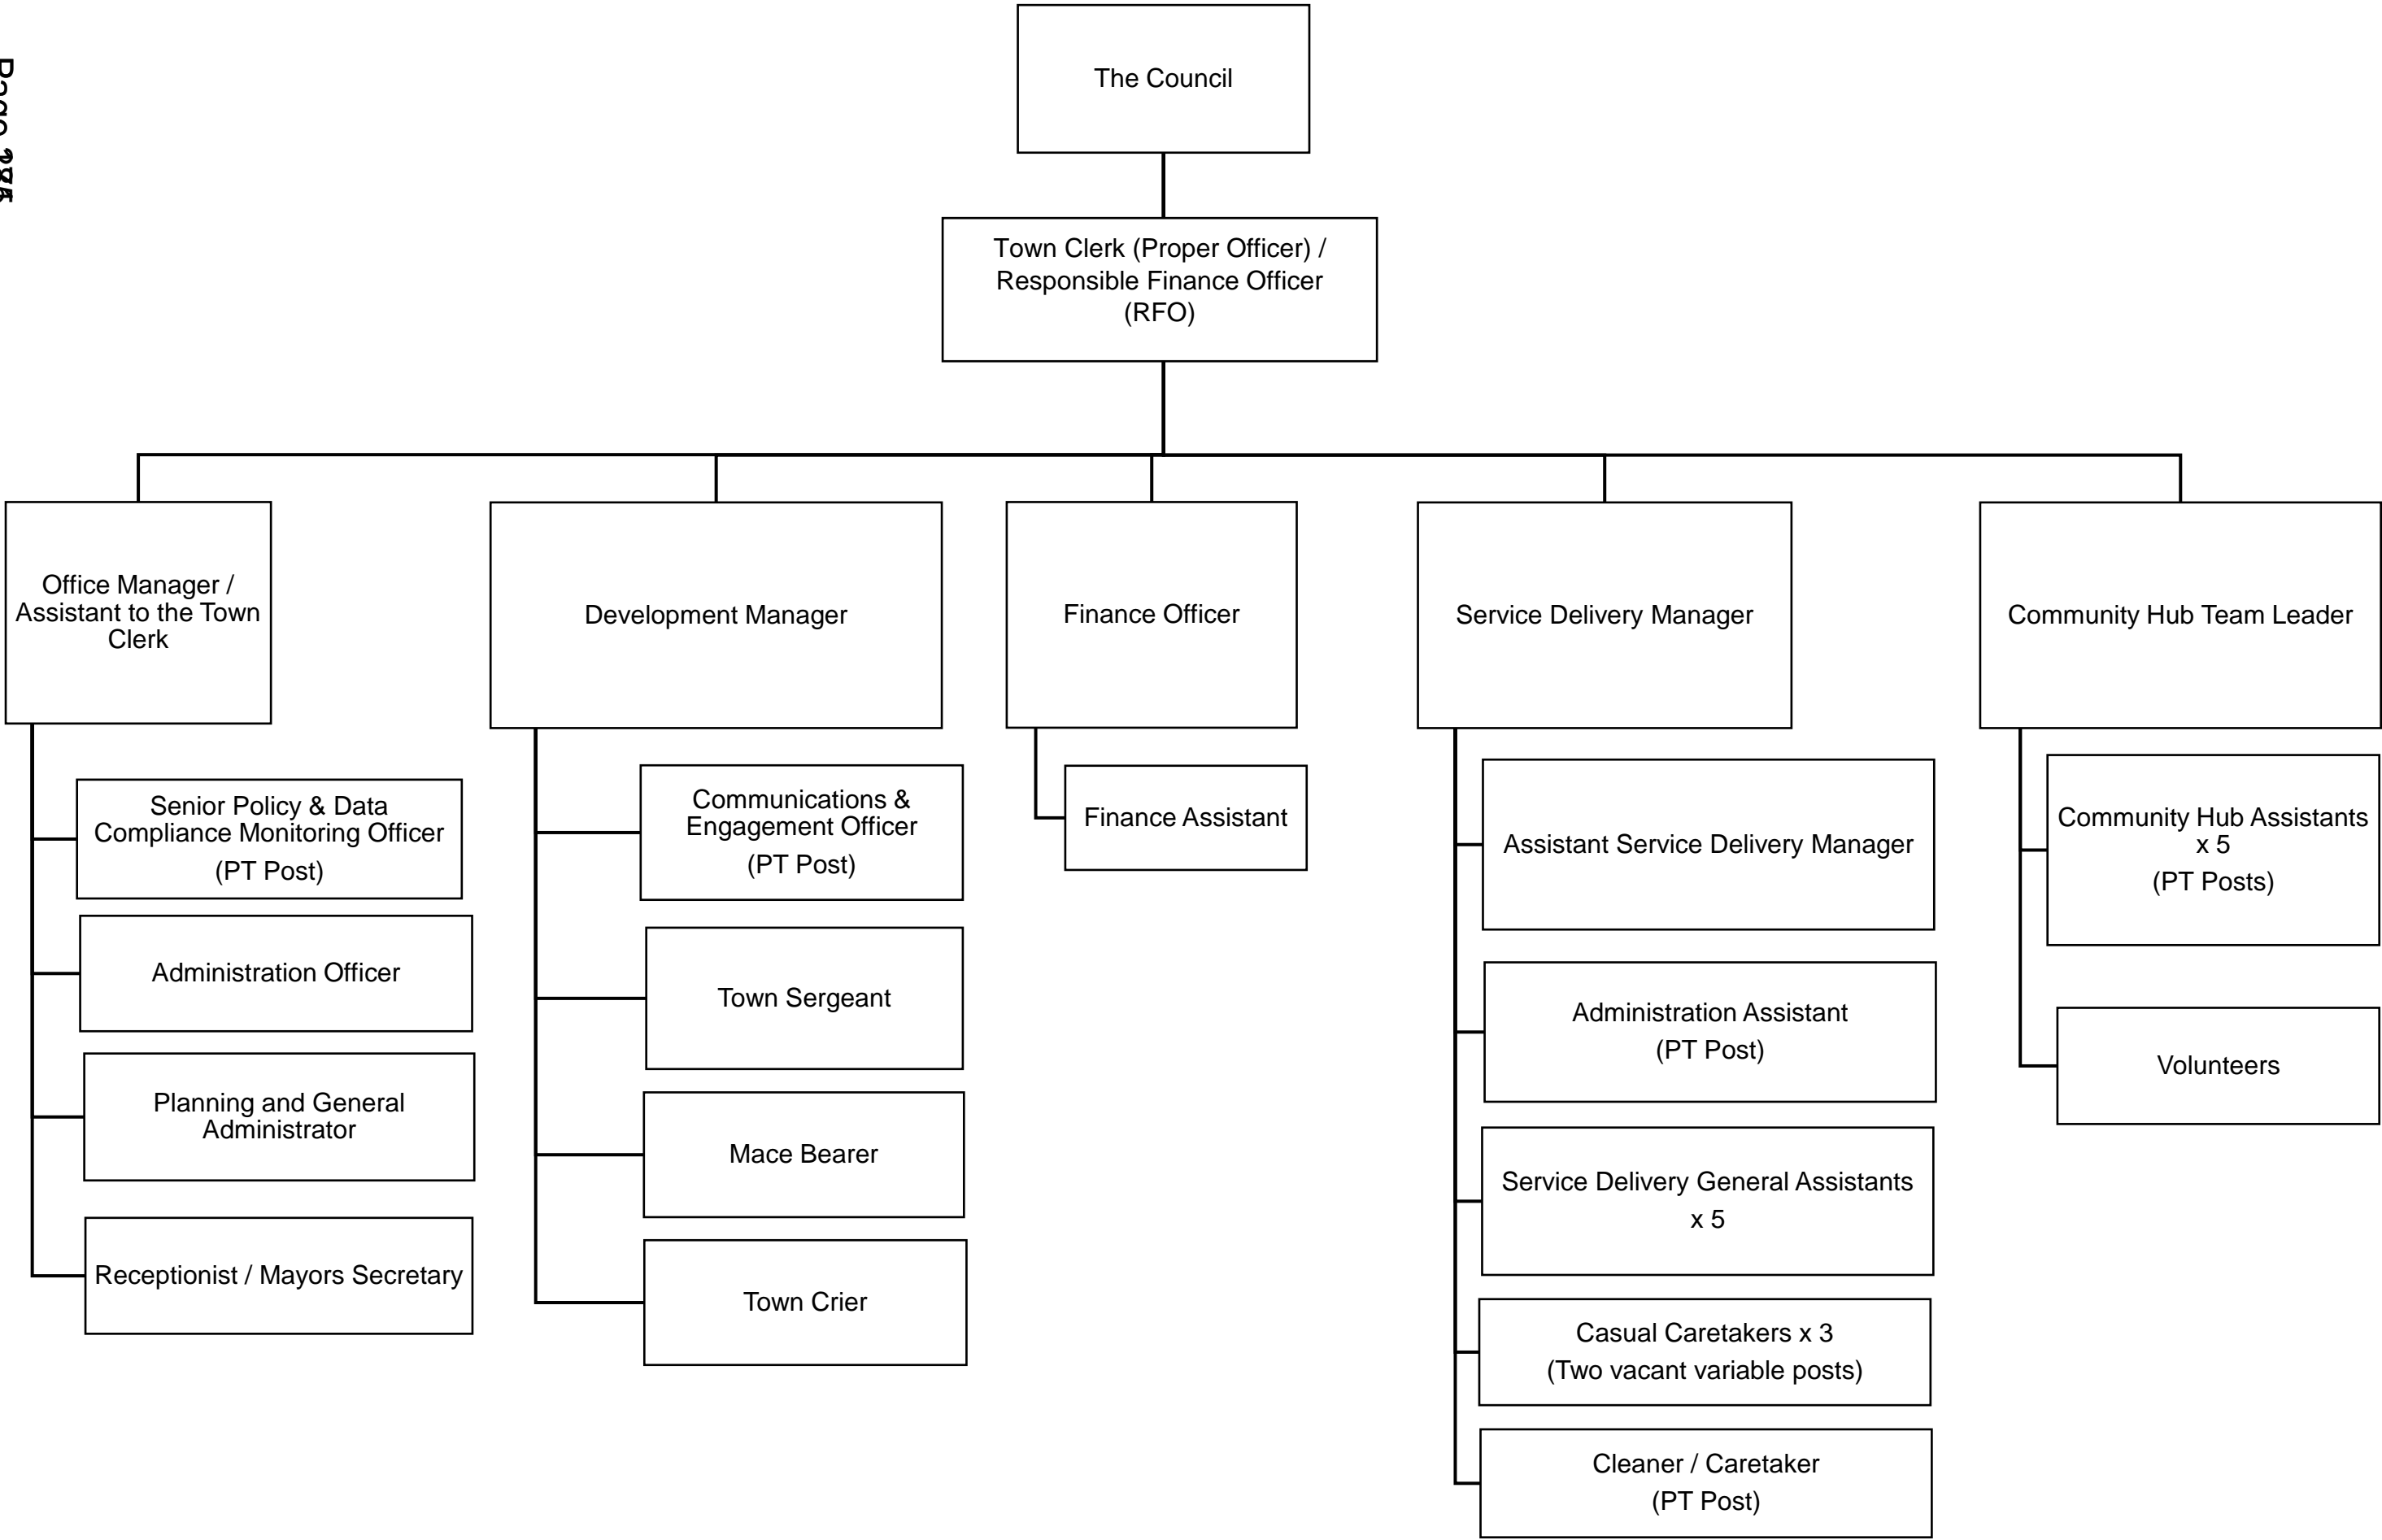 Page
The Council
Town Clerk (Proper Officer) /
Responsible Finance Officer
(RFO)
Office Manager /
Assistant to the Town
Clerk
Development Manager
Finance Officer
Service Delivery Manager
Community Hub Team Leader
Senior Policy & Data
Compliance Monitoring Officer
(PT Post)
Administration Officer
Planning and General
Administrator
Receptionist / Mayors Secretary
Communications &
Engagement Officer
(PT Post)
Town Sergeant
Mace Bearer
Town Crier
Finance Assistant
Assistant Service Delivery Manager
Administration Assistant
(PT Post)
Service Delivery General Assistants
x 5
Casual Caretakers x 3
(Two vacant variable posts)
Cleaner / Caretaker
(PT Post)
Community Hub Assistants
x 5
(PT Posts)
Volunteers